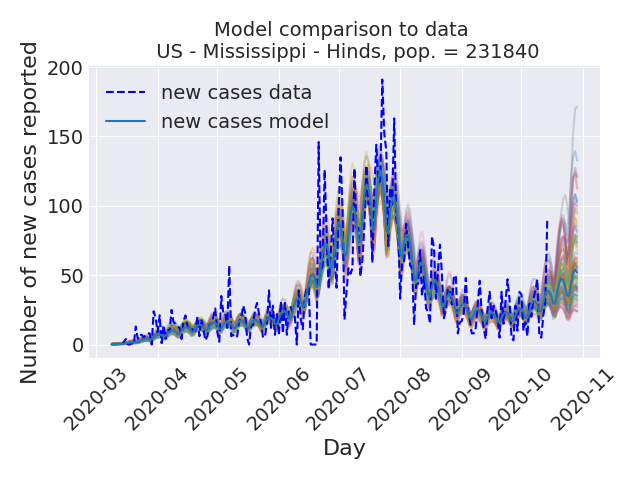 Model comparison to data
US - Mississippi - Hinds, pop. = 231840
Number of new cases reported
200
150
100
50
0
new cases data
new cases model
2020-03
2020-04
2020-05
2020-06
2020-07
2020-08
2020-09
2020-10
2020-11
Day